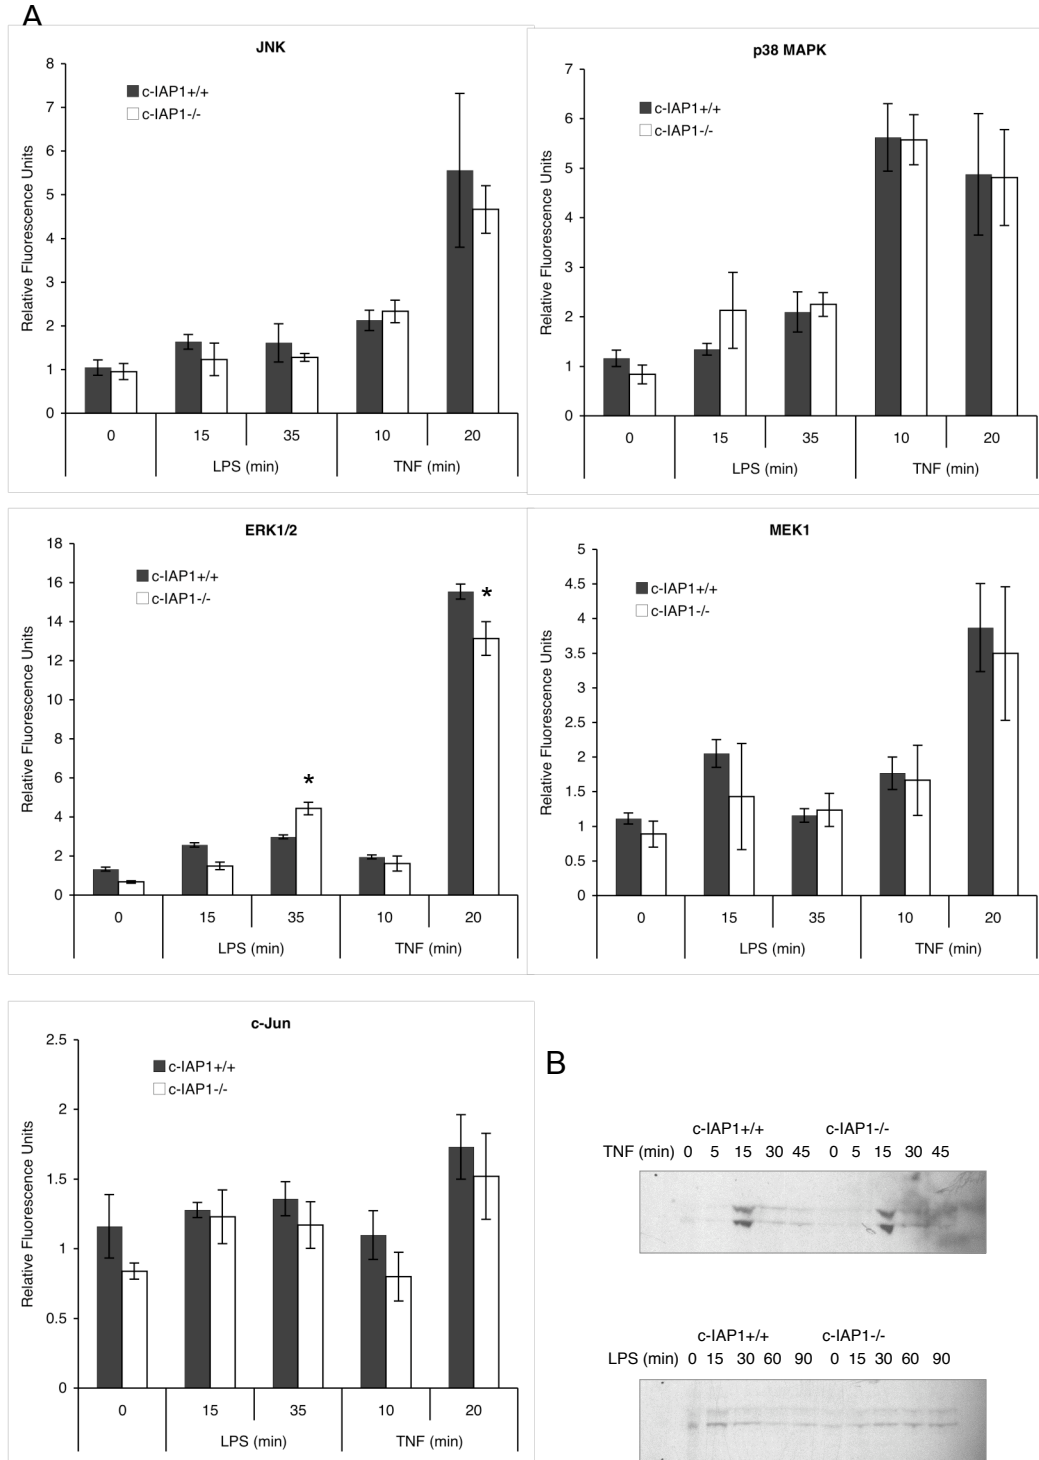 A
JNK
8
7
6
5
4
3
2
1
0
Relative Fluorescence Units
c-IAP1+/+
c-IAP1-/-
0 15 35 10 20
LPS (min) TNF (min)
p38 MAPK
7
6
5
4
3
2
1
0
Relative Fluorescence Units
c-IAP1+/+
c-IAP1-/-
0 15 35 10 20
LPS (min) TNF (min)
ERK1/2
18
16
14
12
10
8
6
4
2
0
Relative Fluorescence Units
c-IAP1+/+
c-IAP1-/-
*
*
0 15 35 10 20
LPS (min) TNF (min)
MEK1
5
4.5
4
3.5
3
2.5
2
1.5
1
0.5
0
Relative Fluorescence Units
c-IAP1+/+
c-IAP1-/-
0 15 35 10 20
LPS (min) TNF (min)
c-Jun
2.5
2
1.5
1
0.5
0
Relative Fluorescence Units
c-IAP1+/+
c-IAP1-/-
0 15 35 10 20
LPS (min) TNF (min)
B
c-IAP1+/+ c-IAP1-/-
TNF (min) 0 5 15 30 45 0 5 15 30 45
c-IAP1+/+ c-IAP1-/-
LPS (min) 0 15 30 60 90 0 15 30 60 90